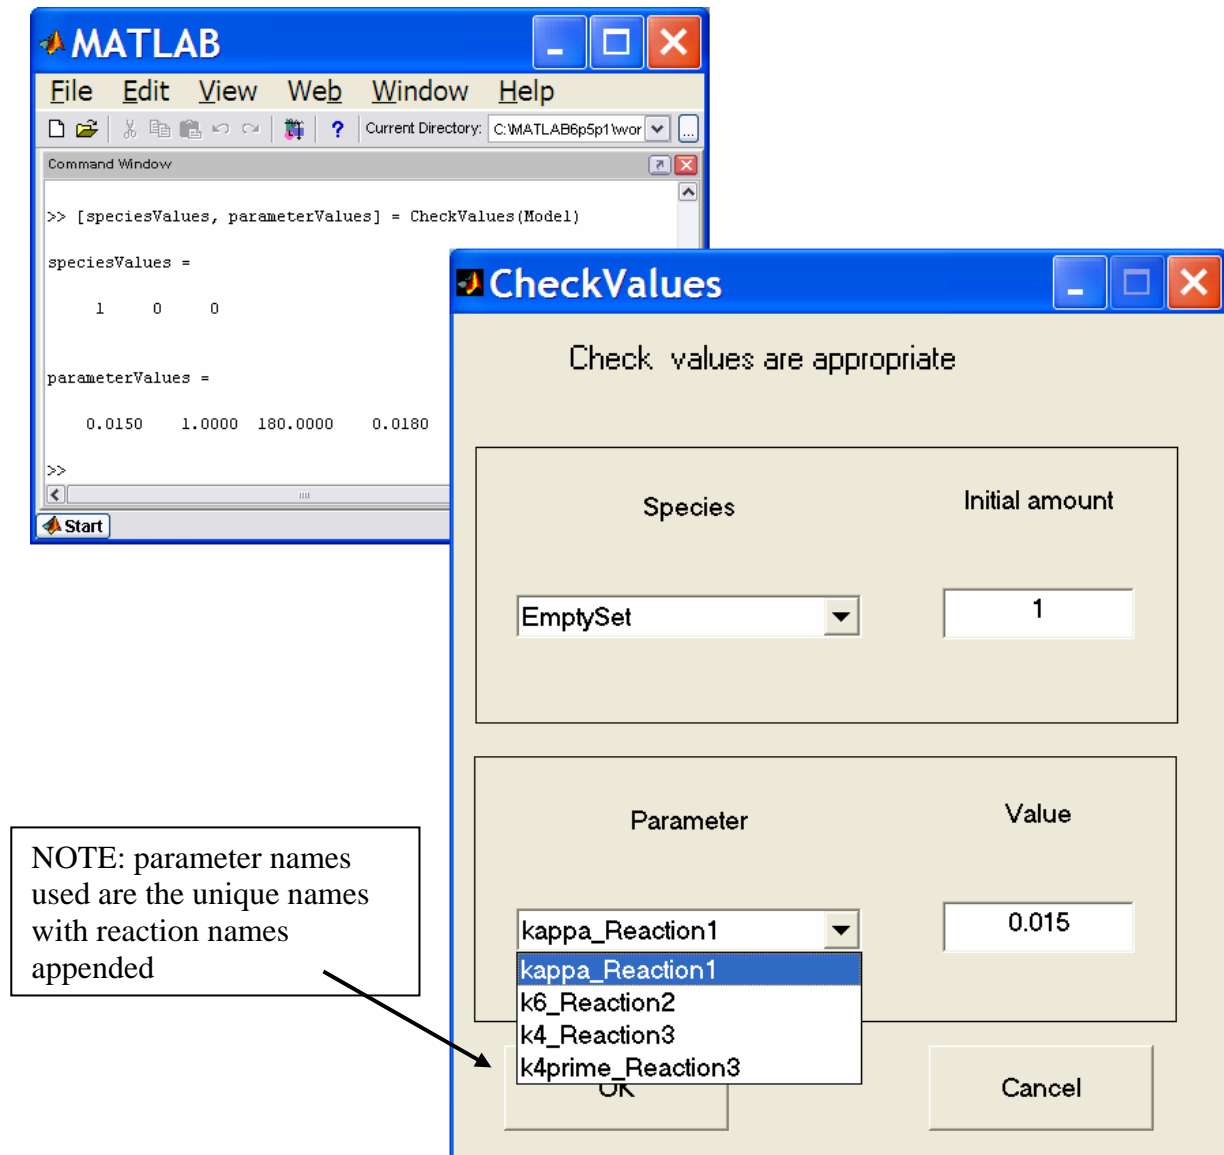 MATLAB
File Edit View Web Window Help
Current Directory: C:\MATLAB6p5p1\wor
Command Window
>> [speciesValues, parameterValues] = CheckValues(Model)
speciesValues =
1 0 0
parameterValues =
0.0150 1.0000 180.0000 0.0180
>>
Start
CheckValues
Check values are appropriate
Species Initial amount
EmptySet 1
Parameter Value
kappa_Reaction1 0.015
kappa_Reaction1
k6_Reaction2
k4_Reaction3
k4prime_Reaction3
OK Cancel
NOTE: parameter names
used are the unique names
with reaction names
appended